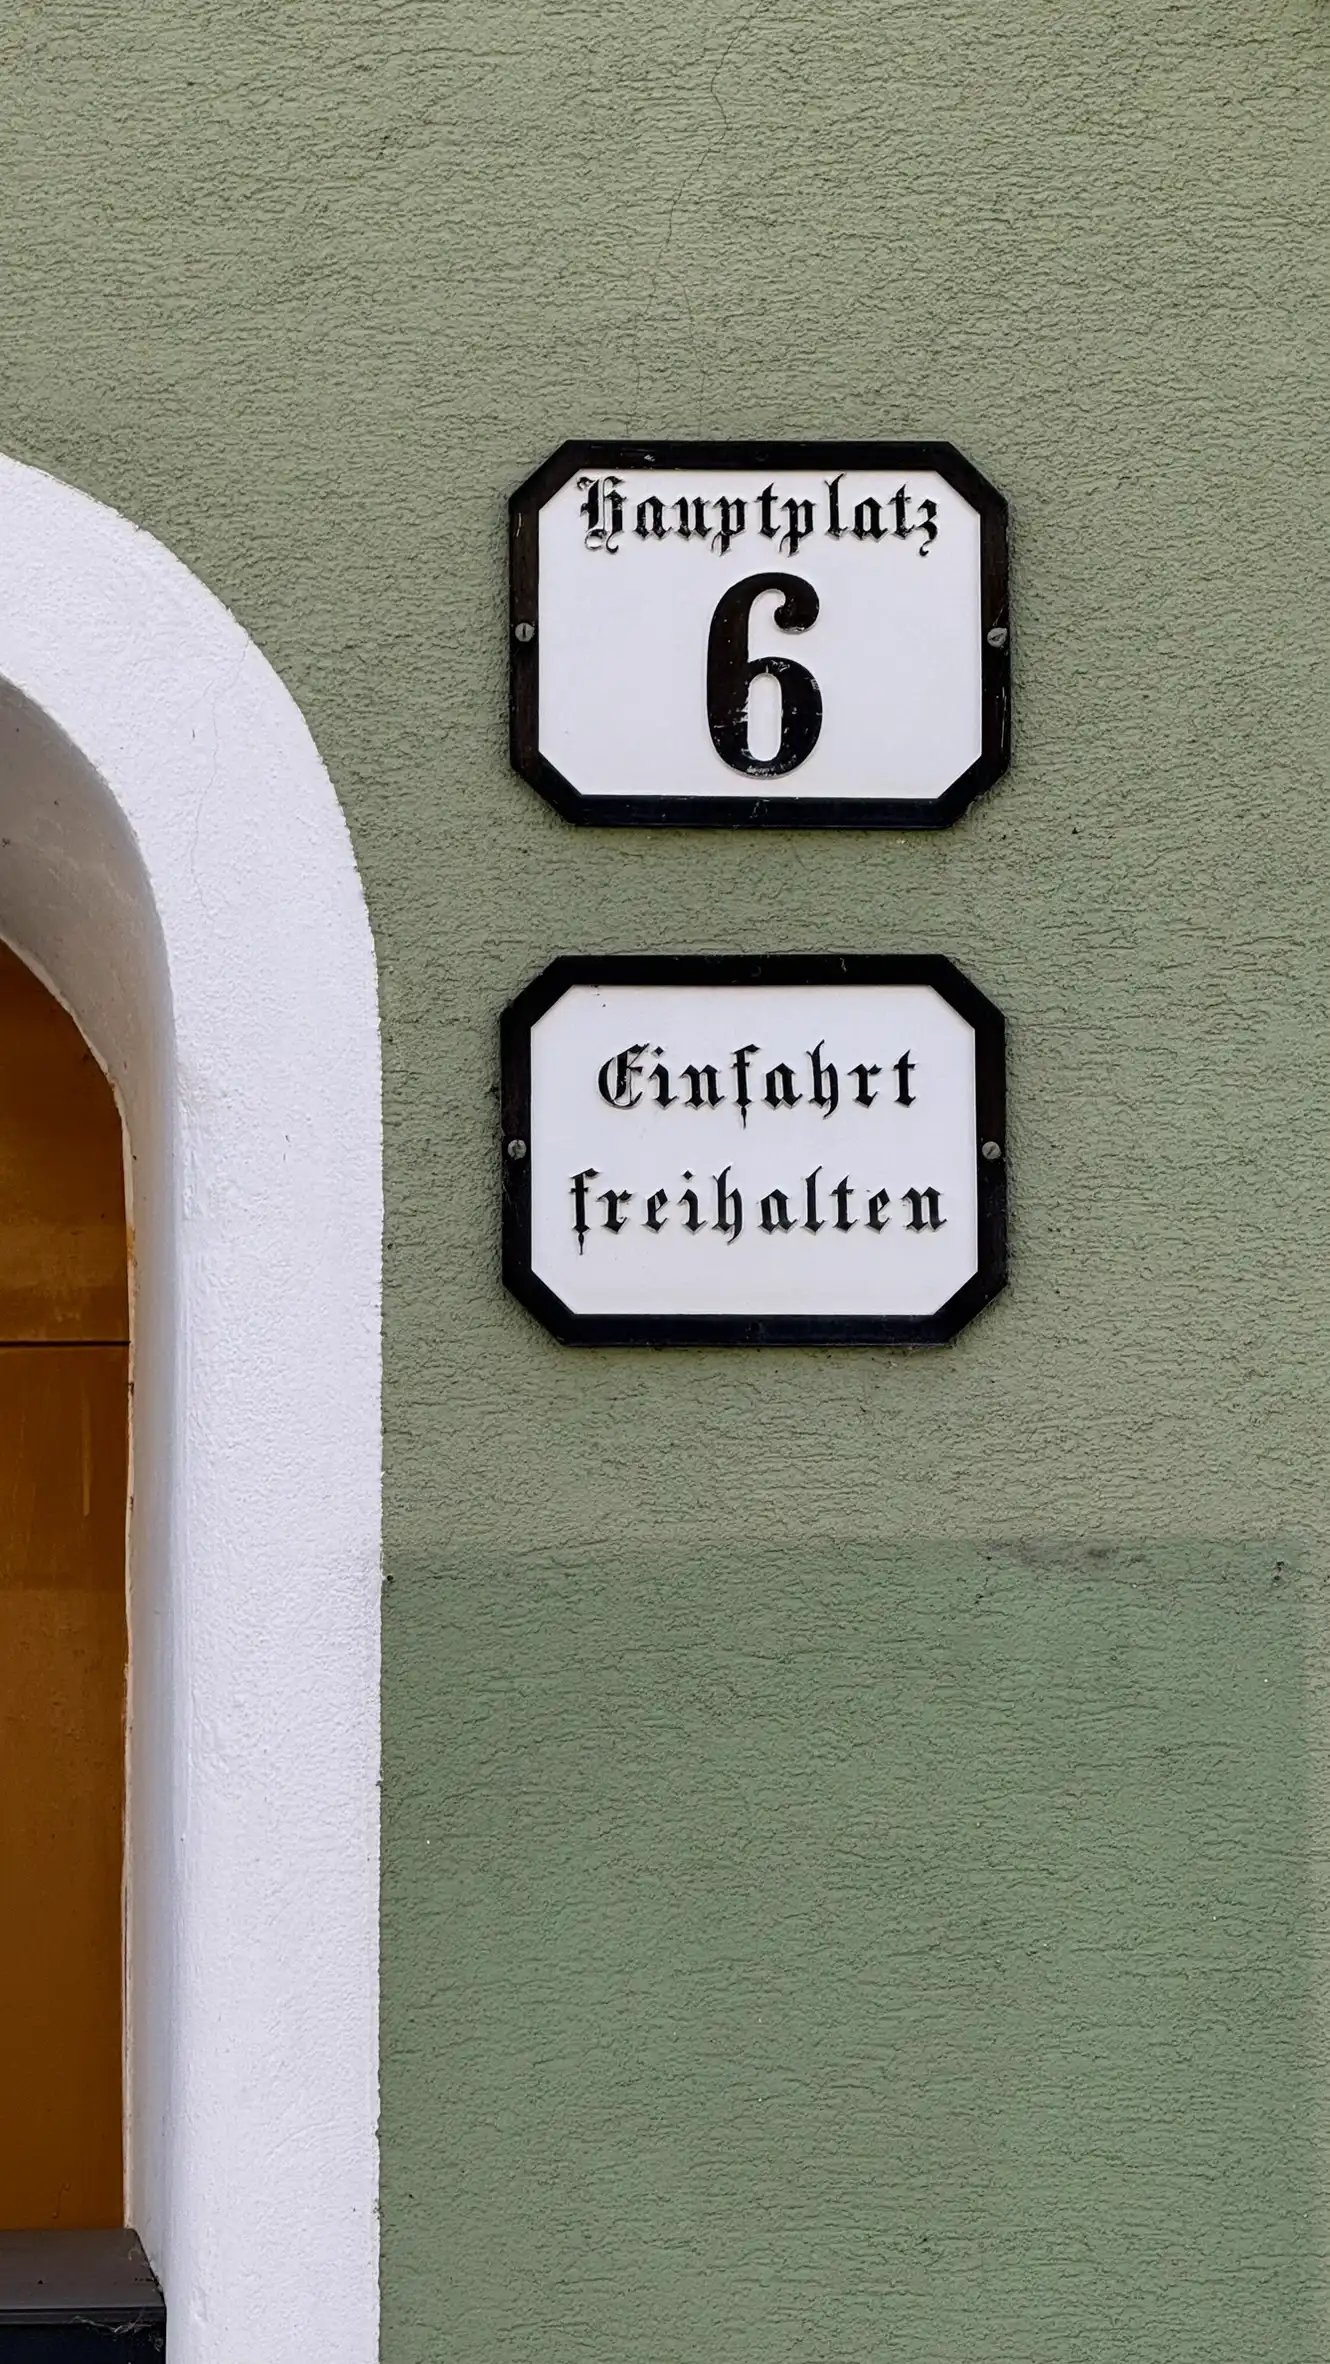 Hauptplatz
6
Einfahrt
freihalten